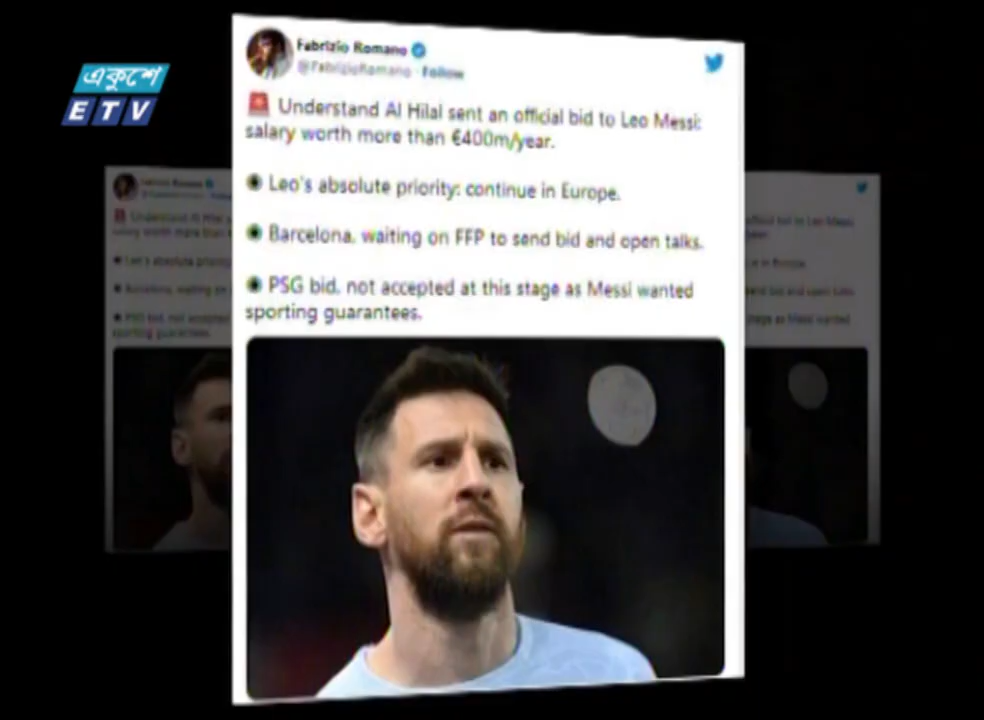 একুশে
ETV
Fabrizio Romano
@FabrizioRomano · Follow
Understand Al Hilal sent an official bid to Leo Messi:
salary worth more than €400m/year.
Leo's absolute priority: continue in Europe.
Barcelona, waiting on FFP to send bid and open talks.
PSG bid, not accepted at this stage as Messi wanted
sporting guarantees.